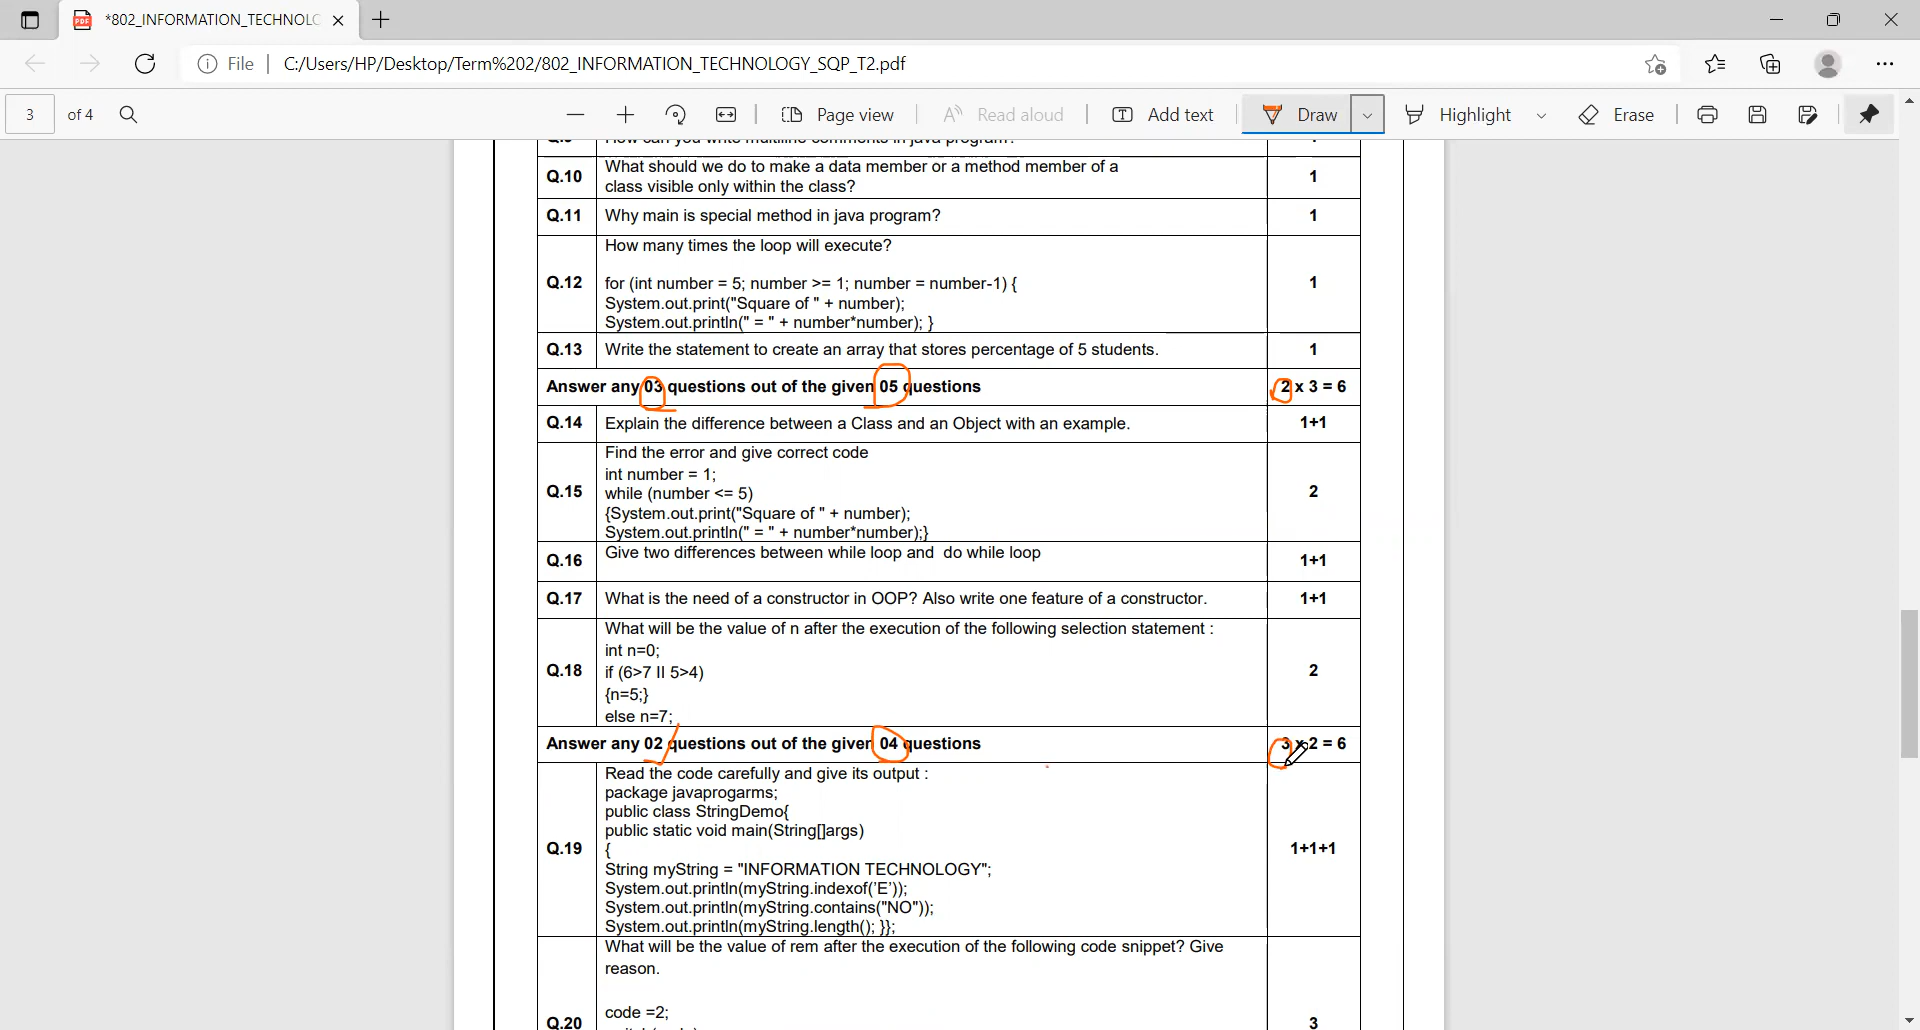 *802_INFORMATION_TECHNOLO
File
C:/Users/HP/Desktop/Term%202/802_INFORMATION_TECHNOLOGY_SQP_T2.pdf
3 of 4
Page view
Read aloud
Add text
Draw
Highlight
Erase
Q.10 What should we do to make a data member or a method member of a class visible only within the class? 1
Q.11 Why main is special method in java program? 1
How many times the loop will execute?
Q.12 for (int number = 5; number >= 1; number = number-1) { 1
System.out.print("Square of " + number);
System.out.println(" = " + number*number); }
Q.13 Write the statement to create an array that stores percentage of 5 students. 1
Answer any 03 questions out of the given 05 questions 2 x 3 = 6
Q.14 Explain the difference between a Class and an Object with an example. 1+1
Find the error and give correct code
int number = 1;
Q.15 while (number <= 5) 2
{System.out.print("Square of " + number);
System.out.println(" = " + number*number);}
Q.16 Give two differences between while loop and do while loop 1+1
Q.17 What is the need of a constructor in OOP? Also write one feature of a constructor. 1+1
What will be the value of n after the execution of the following selection statement :
int n=0;
Q.18 if (6>7 II 5>4) 2
{n=5;}
else n=7;
Answer any 02 questions out of the given 04 questions 3 x 2 = 6
Read the code carefully and give its output :
package javaprogarms;
public class StringDemo{
public static void main(String[]args)
Q.19 { 1+1+1
String myString = "INFORMATION TECHNOLOGY";
System.out.println(myString.indexof('E'));
System.out.println(myString.contains("NO"));
System.out.println(myString.length(); }};
What will be the value of rem after the execution of the following code snippet? Give
reason.
code =2;
Q.20 3